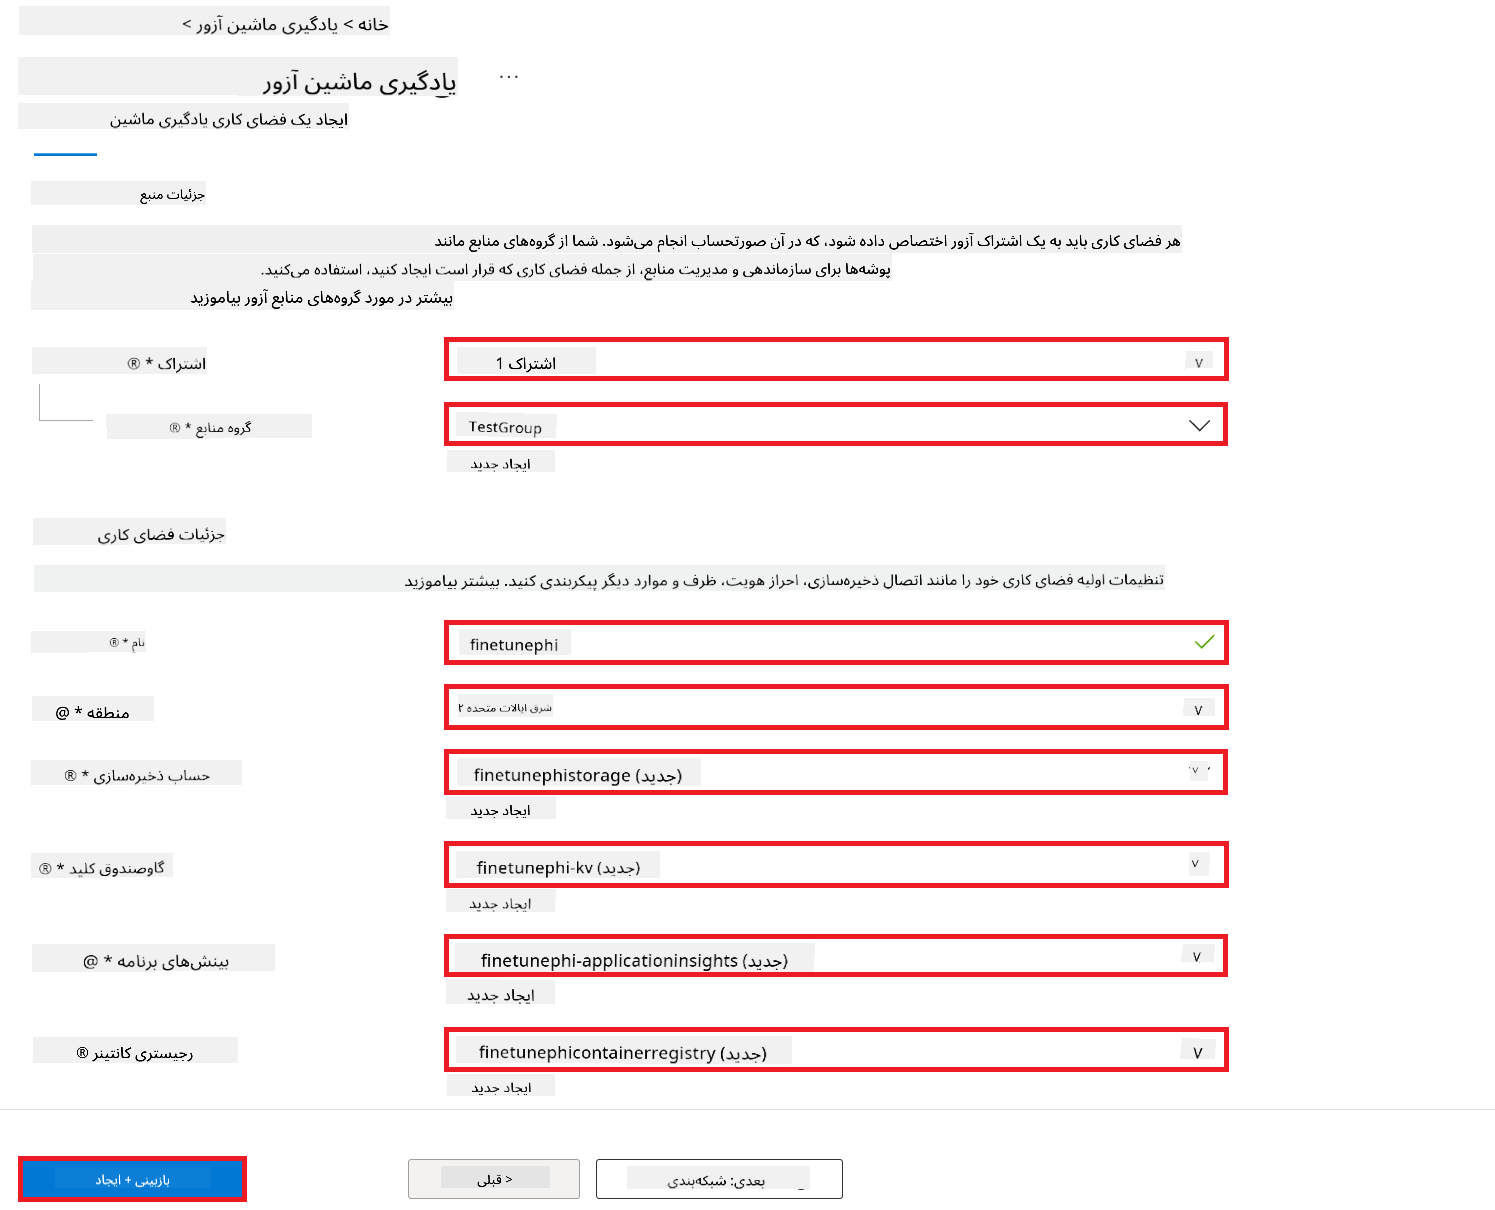 خانه > یادگیری ماشین آزور >
یادگیری ماشین آزور ...
ایجاد یک فضای کاری یادگیری ماشین
جزئیات منبع
هر فضای کاری باید به یک اشتراک آزور اختصاص داده شود، که در آن صورتحساب انجام می‌شود. شما از گروه‌های منابع مانند
پوشه‌ها برای سازماندهی و مدیریت منابع، از جمله فضای کاری که قرار است ایجاد کنید، استفاده می‌کنید.
بیشتر در مورد گروه‌های منابع آزور بیاموزید
اشتراک * ®
اشتراک 1
گروه منابع * ®
TestGroup
ایجاد جدید
جزئیات فضای کاری
تنظیمات اولیه فضای کاری خود را مانند اتصال ذخیره‌سازی، احراز هویت، ظرف و موارد دیگر پیکربندی کنید. بیشتر بیاموزید
نام * ®
finetunephi
منطقه * @
شرق ایالات متحده ۲
حساب ذخیره‌سازی * ®
finetunephistorage (جدید)
ایجاد جدید
گاوصندوق کلید * ®
finetunephi-kv (جدید)
ایجاد جدید
بینش‌های برنامه * @
finetunephi-applicationinsights (جدید)
ایجاد جدید
رجیستری کانتینر ®
finetunephicontainerregistry (جدید)
ایجاد جدید
بازبینی + ایجاد
< قبلی
بعدی: شبکه‌بندی